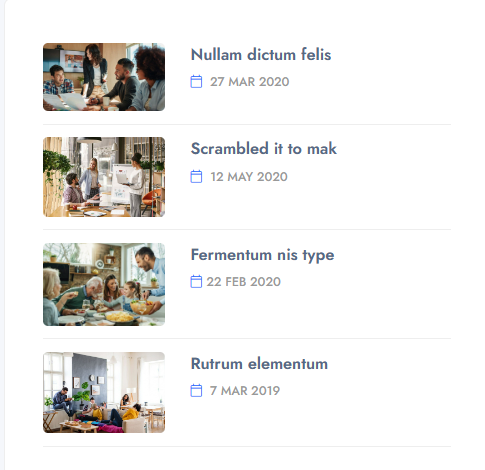 Nullam dictum felis
27 MAR 2020
Scrambled it to mak
12 MAY 2020
Fermentum nis type
22 FEB 2020
Rutrum elementum
7 MAR 2019